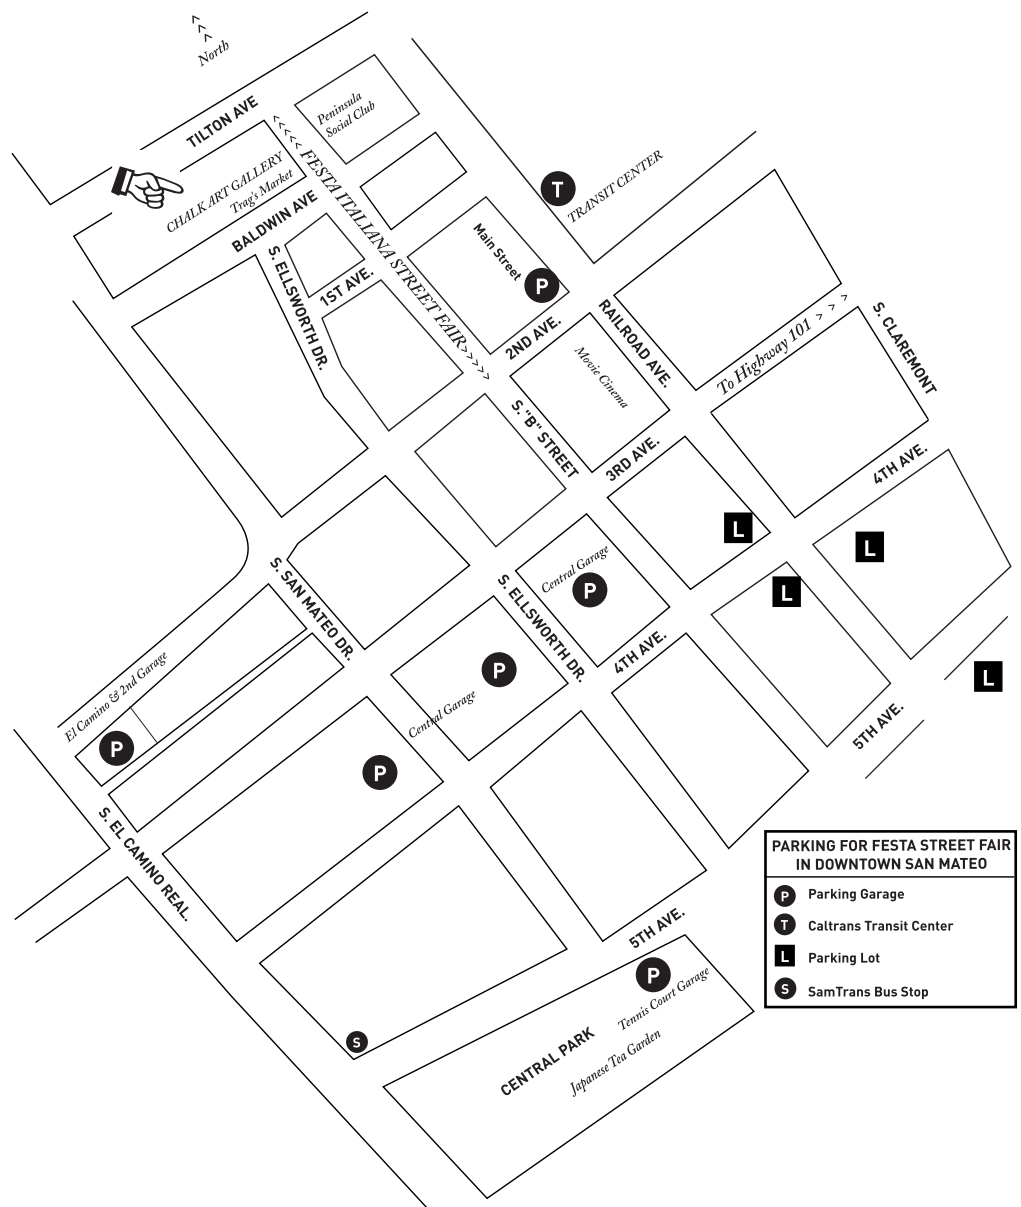 North
TILTON AVE
Peninsula
Social Club
CHALK ART GALLERY
Trag's Market
<<<<< FESTA ITALIANA STREET FAIR>>>>>
BALDWIN AVE
T
TRANSIT CENTER
S. ELLSWORTH DR.
1ST AVE.
Main Street
P
2ND AVE.
RAILROAD AVE.
Movie Cinema
To Highway 101 > > >
S. CLAREMONT
S. "B" STREET
3RD AVE.
4TH AVE.
L
L
L
L
Central Garage
P
S. SAN MATEO DR.
S. ELLSWORTH DR.
4TH AVE.
P
Central Garage
El Camino & 2nd Garage
P
P
5TH AVE.
S. EL CAMINO REAL.
5TH AVE.
P
Tennis Court Garage
S
CENTRAL PARK
Japanese Tea Garden
PARKING FOR FESTA STREET FAIR
IN DOWNTOWN SAN MATEO
P Parking Garage
T Caltrans Transit Center
L Parking Lot
S SamTrans Bus Stop